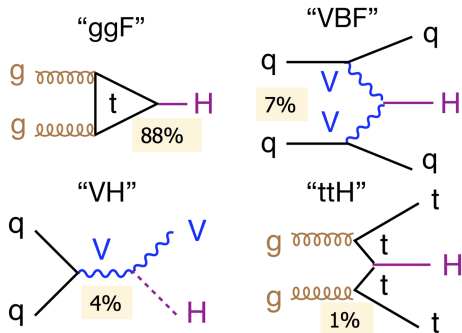 “ggF”
g
t
H
g
88%
“VBF”
q
q
V
7%
H
V
q
q
“VH”
q
V
V
4%
q
H
“ttH”
t
g
t
H
t
g
1%
t